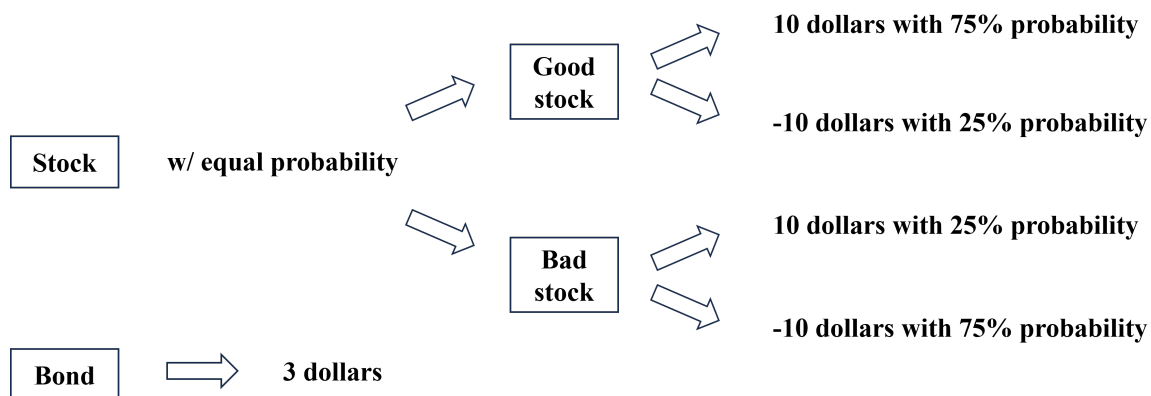 10 dollars with 75% probability
Good
stock
-10 dollars with 25% probability
Stock
w/ equal probability
10 dollars with 25% probability
Bad
stock
-10 dollars with 75% probability
Bond
3 dollars